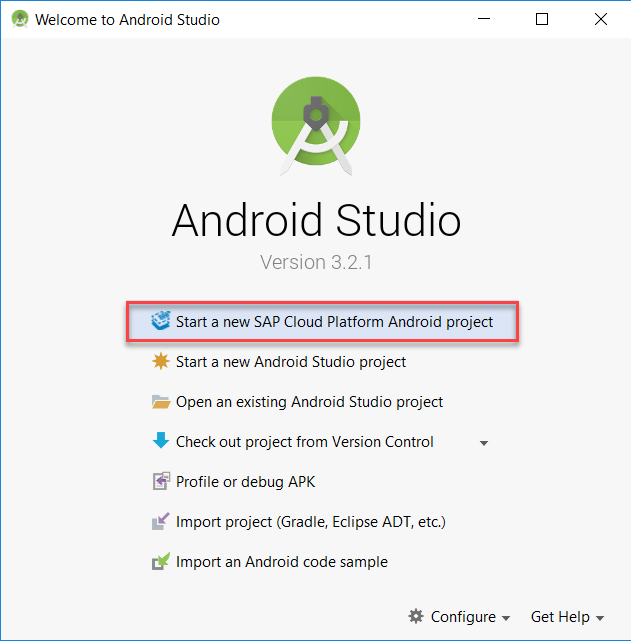 Welcome to Android Studio
Android Studio
Version 3.2.1
Start a new SAP Cloud Platform Android project
Start a new Android Studio project
Open an existing Android Studio project
Check out project from Version Control
Profile or debug APK
Import project (Gradle, Eclipse ADT, etc.)
Import an Android code sample
Configure Get Help